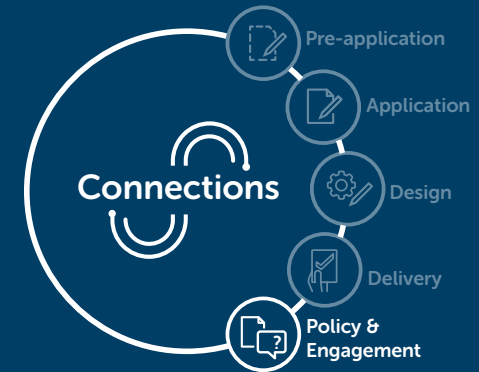 Pre-application
Application
Connections
Design
Delivery
Policy &
Engagement
?